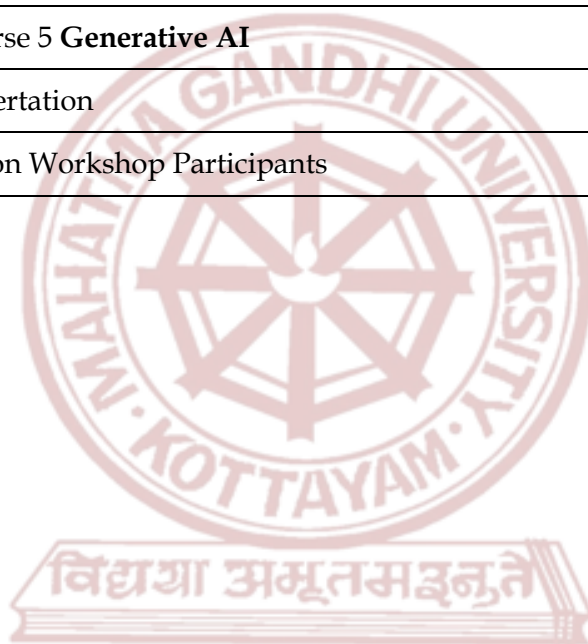 rse 5 Generative AI
ertation
on Workshop Participants
MAHATMA GANDHI UNIVERSITY
KOTTAYAM
विद्यया अमृतमश्नुते